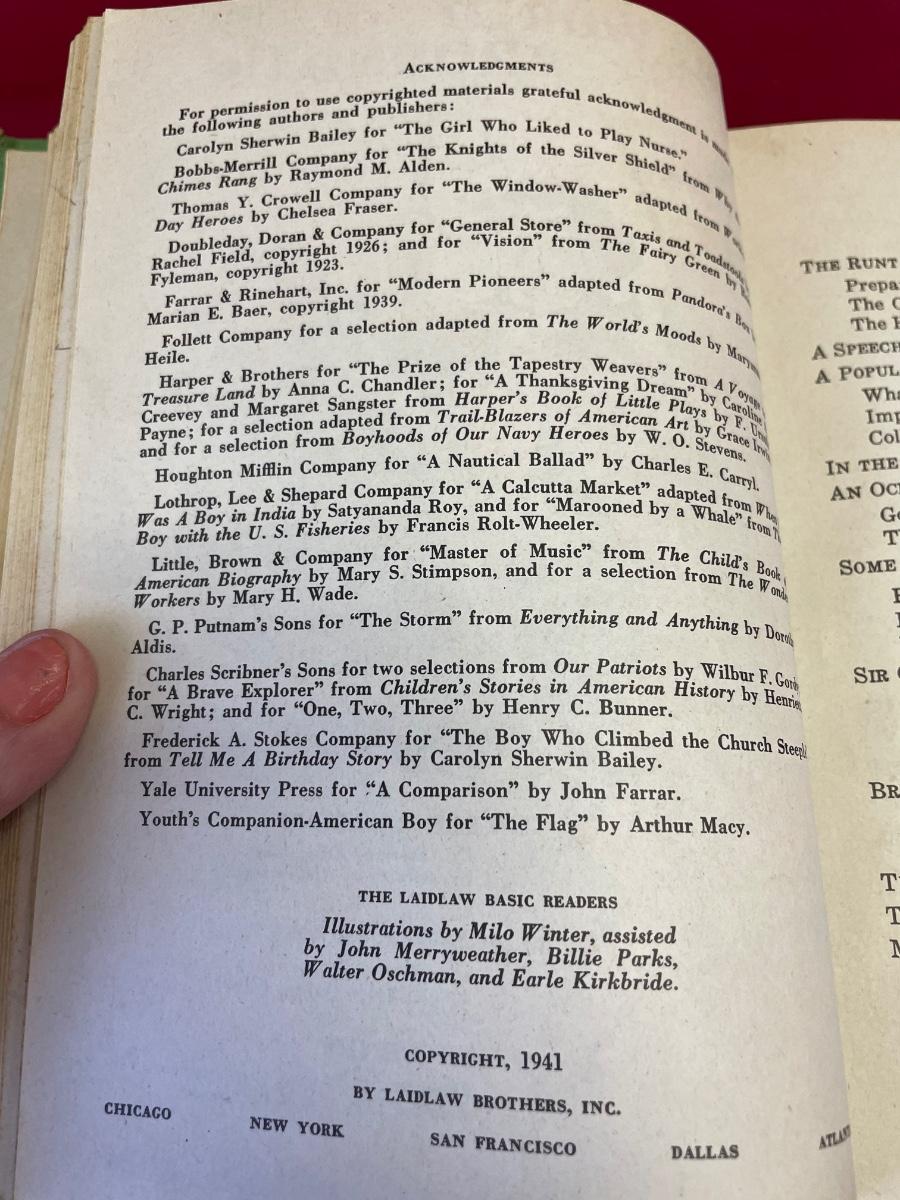 ACKNOWLEDGMENTS
For permission to use copyrighted materials grateful acknowledgment is made
the following authors and publishers:
Carolyn Sherwin Bailey for "The Girl Who Liked to Play Nurse."
Bobbs-Merrill Company for "The Knights of the Silver Shield" from Why
Chimes Rang by Raymond M. Alden.
Thomas Y. Crowell Company for "The Window-Washer" adapted from
Day Heroes by Chelsea Fraser.
Doubleday, Doran & Company for "General Store" from Taxis and Toadstools
Rachel Field, copyright 1926; and for "Vision" from The Fairy Green by
Fyleman, copyright 1923.
Farrar & Rinehart, Inc. for "Modern Pioneers" adapted from Pandora's Box
Marian E. Baer, copyright 1939.
Follett Company for a selection adapted from The World's Moods by
Heile.
Harper & Brothers for "The Prize of the Tapestry Weavers" from A
Treasure Land by Anna C. Chandler; for "A Thanksgiving Dream" by Caroline
Creevey and Margaret Sangster from Harper's Book of Little Plays by F.
Payne; for a selection adapted from Trail-Blazers of American Art by Grace
and for a selection from Boyhoods of Our Navy Heroes by W. O. Stevens.
Houghton Mifflin Company for "A Nautical Ballad" by Charles E. Carryl.
Lothrop, Lee & Shepard Company for "A Calcutta Market" adapted from When
Was A Boy in India by Satyananda Roy, and for "Marooned by a Whale" from
Boy with the U. S. Fisheries by Francis Rolt-Wheeler.
Little, Brown & Company for "Master of Music" from The Child's Book
American Biography by Mary S. Stimpson, and for a selection from The
Workers by Mary H. Wade.
G. P. Putnam's Sons for "The Storm" from Everything and Anything by
Aldis.
Charles Scribner's Sons for two selections from Our Patriots by Wilbur F.
for "A Brave Explorer" from Children's Stories in American History by
C. Wright; and for "One, Two, Three" by Henry C. Bunner.
Frederick A. Stokes Company for "The Boy Who Climbed the Church
from Tell Me A Birthday Story by Carolyn Sherwin Bailey.
Yale University Press for "A Comparison" by John Farrar.
Youth's Companion-American Boy for "The Flag" by Arthur Macy.
THE LAIDLAW BASIC READERS
Illustrations by Milo Winter, assisted
by John Merryweather, Billie Parks,
Walter Oschman, and Earle Kirkbride.
COPYRIGHT, 1941
BY LAIDLAW BROTHERS, INC.
CHICAGO NEW YORK SAN FRANCISCO DALLAS
THE RUNT
The
The
A SPEECH
A
IN THE
AN
SOME
SIR